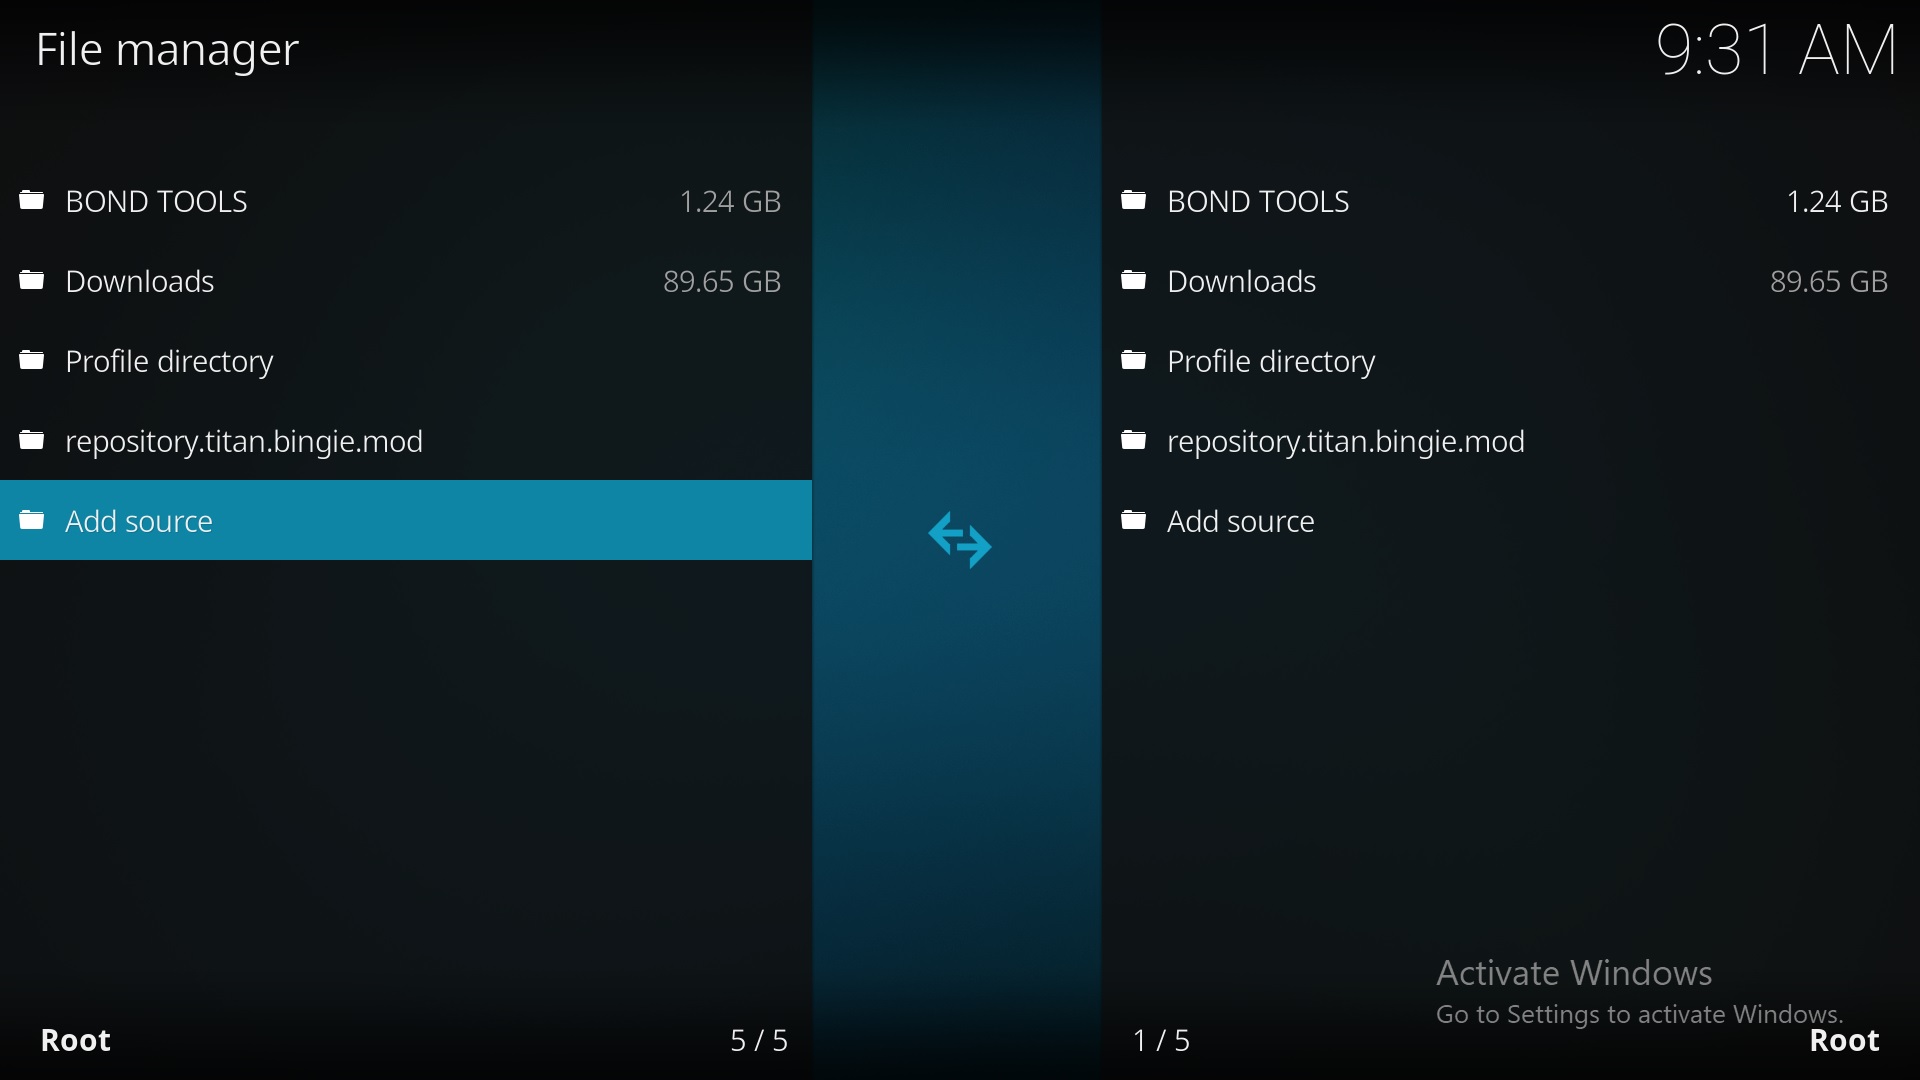 File manager
9:31 AM
BOND TOOLS 1.24 GB
Downloads 89.65 GB
Profile directory
repository.titan.bingie.mod
Add source
BOND TOOLS 1.24 GB
Downloads 89.65 GB
Profile directory
repository.titan.bingie.mod
Add source
Activate Windows
Go to Settings to activate Windows.
Root 5 / 5
1 / 5 Root